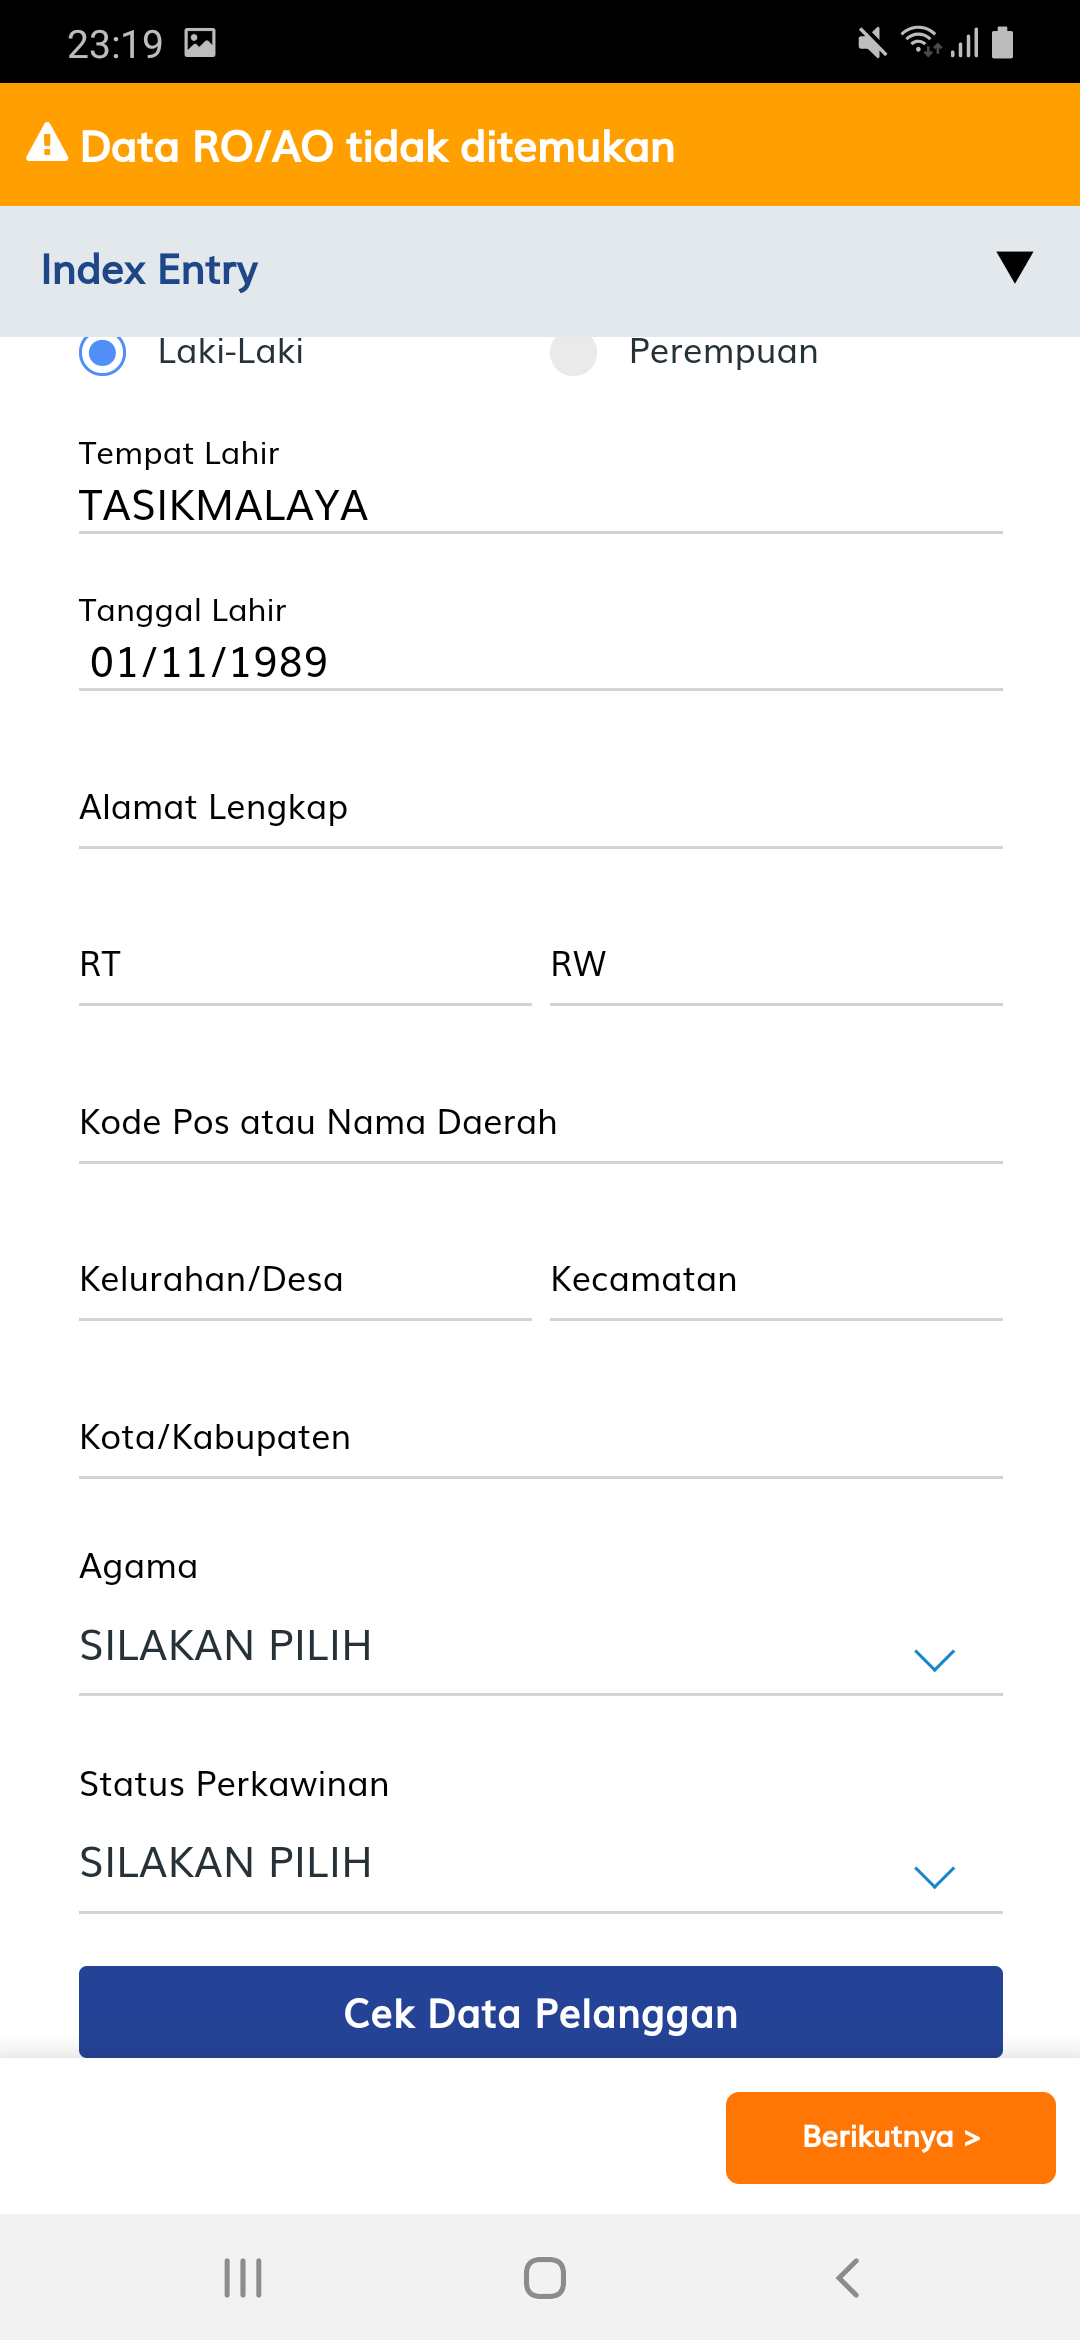 23:19
Data RO/AO tidak ditemukan
Index Entry
Laki-Laki
Perempuan
Tempat Lahir
TASIKMALAYA
Tanggal Lahir
01/11/1989
Alamat Lengkap
RT
RW
Kode Pos atau Nama Daerah
Kelurahan/Desa
Kecamatan
Kota/Kabupaten
Agama
SILAKAN PILIH
Status Perkawinan
SILAKAN PILIH
Cek Data Pelanggan
Berikutnya >